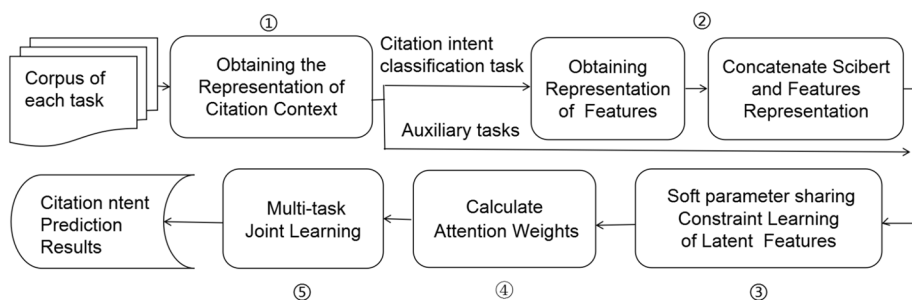 ①
②
Corpus of
each task
Obtaining the
Representation of
Citation Context
Citation intent
classification task
Auxiliary tasks
Obtaining
Representation
of Features
Concatenate Scibert
and Features
Representation
Citation ntent
Prediction
Results
Multi-task
Joint Learning
Calculate
Attention Weights
Soft parameter sharing
Constraint Learning
of Latent Features
⑤
④
③